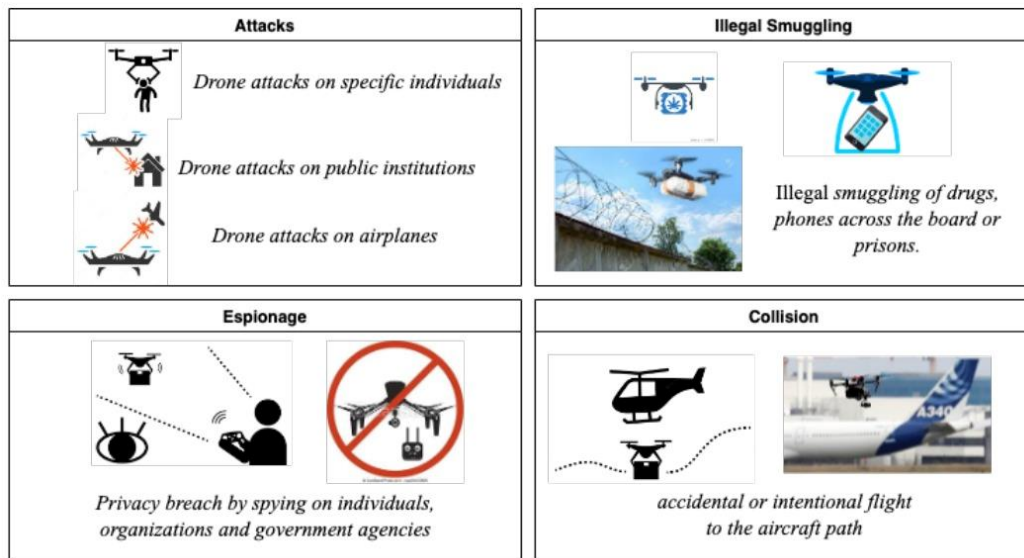 Attacks
Drone attacks on specific individuals
Drone attacks on public institutions
Drone attacks on airplanes
Illegal Smuggling
Illegal smuggling of drugs,
phones across the board or
prisons.
Espionage
Privacy breach by spying on individuals,
organizations and government agencies
Collision
A340
accidental or intentional flight
to the aircraft path